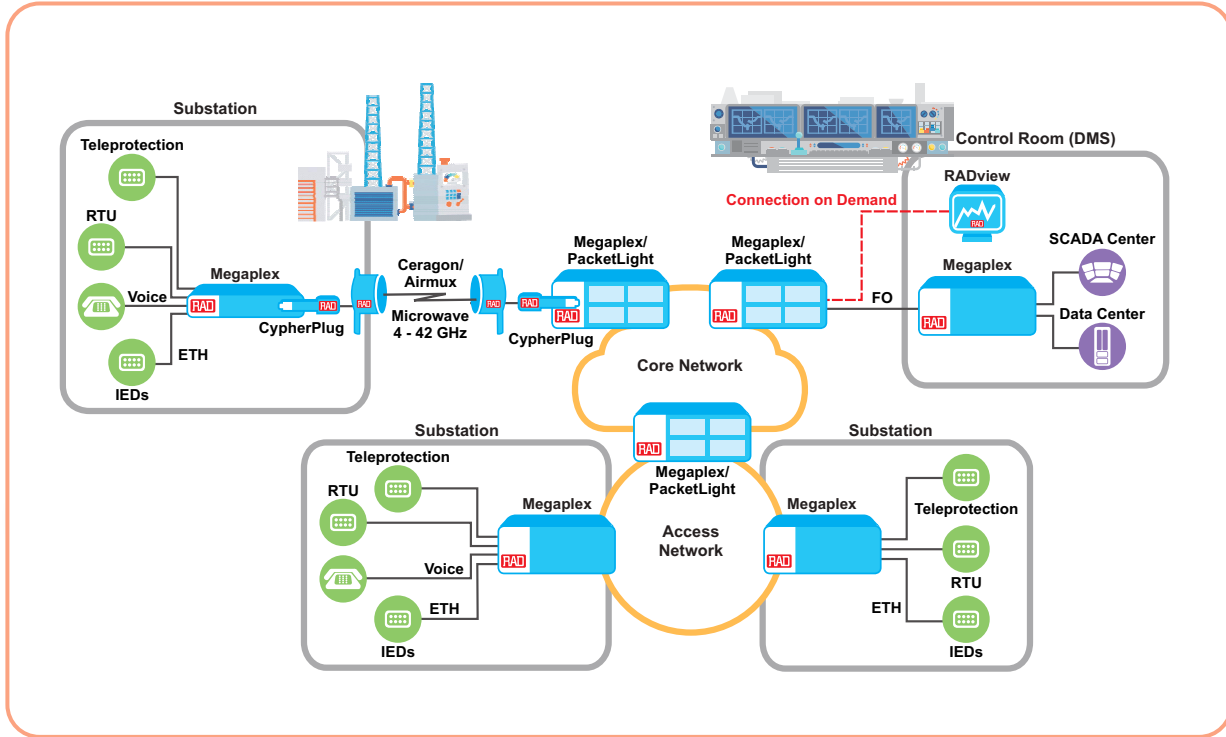 Substation
Teleprotection
RTU
Megaplex
Voice
RAD
RAD
CypherPlug
ETH
IEDs
RAD
Ceragon/
Airmux
Microwave
4 - 42 GHz
RAD
RAD
CypherPlug
Megaplex/
PacketLight
RAD
Megaplex/
PacketLight
RAD
Connection on Demand
FO
Control Room (DMS)
RADview
RAD
Megaplex
RAD
SCADA Center
Data Center
Core Network
RAD
Megaplex/
PacketLight
Substation
Teleprotection
RTU
Megaplex
RAD
Voice
ETH
IEDs
Access
Network
Substation
Megaplex
RAD
Teleprotection
RTU
ETH
IEDs